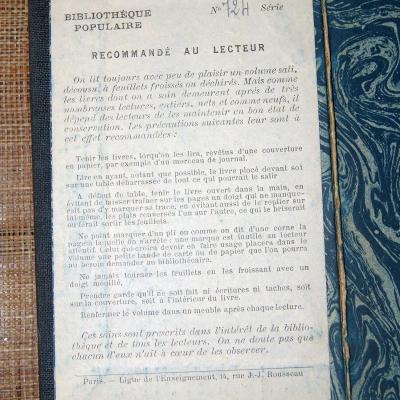 BIBLIOTHÈQUE
POPULAIRE
No 724 Série
RECOMMANDÉ AU LECTEUR
On lit toujours avec peu de plaisir un volume sali,
décousu, à feuillets froissés ou déchirés. Mais comme
les livres dont on a soin demeurent après de très
nombreuses lectures, entiers, nets et comme neufs, il
dépend des lecteurs de les maintenir en bon état de
conservation. Les précautions suivantes leur sont à
cet effet recommandées :
Tenir les livres, lorqu'on les lira, revêtus d'une couverture
en papier, par exemple d'un morceau de journal.
Lire en ayant, autant que possible, le livre placé devant soi
sur une table débarrassée de tout ce qui pourrait le salir
A défaut de table, tenir le livre ouvert dans la main, en
évitant de laisser traîner sur les pages un doigt qui ne manque-
rait pas d'y marquer sa trace, en évitant aussi de le replier sur
lui-même, les plats renversés l'un sur l'autre, ce qui le briserait
ou ferait sortir les feuillets.
Ne point marquer d'un pli ou comme on dit d'une corne la
page à laquelle on s'arrête : une marque est inutile au lecteur
attentif. Celui qui croira devoir en faire usage placera dans le
volume une petite bande de carte ou de papier que l'on pourra
au besoin demander au bibliothécaire.
Ne jamais tourner les feuillets en les froissant avec un
doigt mouillé.
Prendre garde qu'il ne soit fait ni écritures ni taches, soit
sur la couverture, soit à l'intérieur du livre.
Renfermer le volume dans un meuble après chaque lecture.
Ces soins sont prescrits dans l'intérêt de la biblio-
thèque et de tous les lecteurs. On ne doute pas que
chacun d'eux n'ait à cœur de les observer.
Paris. — Ligue de l'Enseignement, 14, rue J.-J. Rousseau